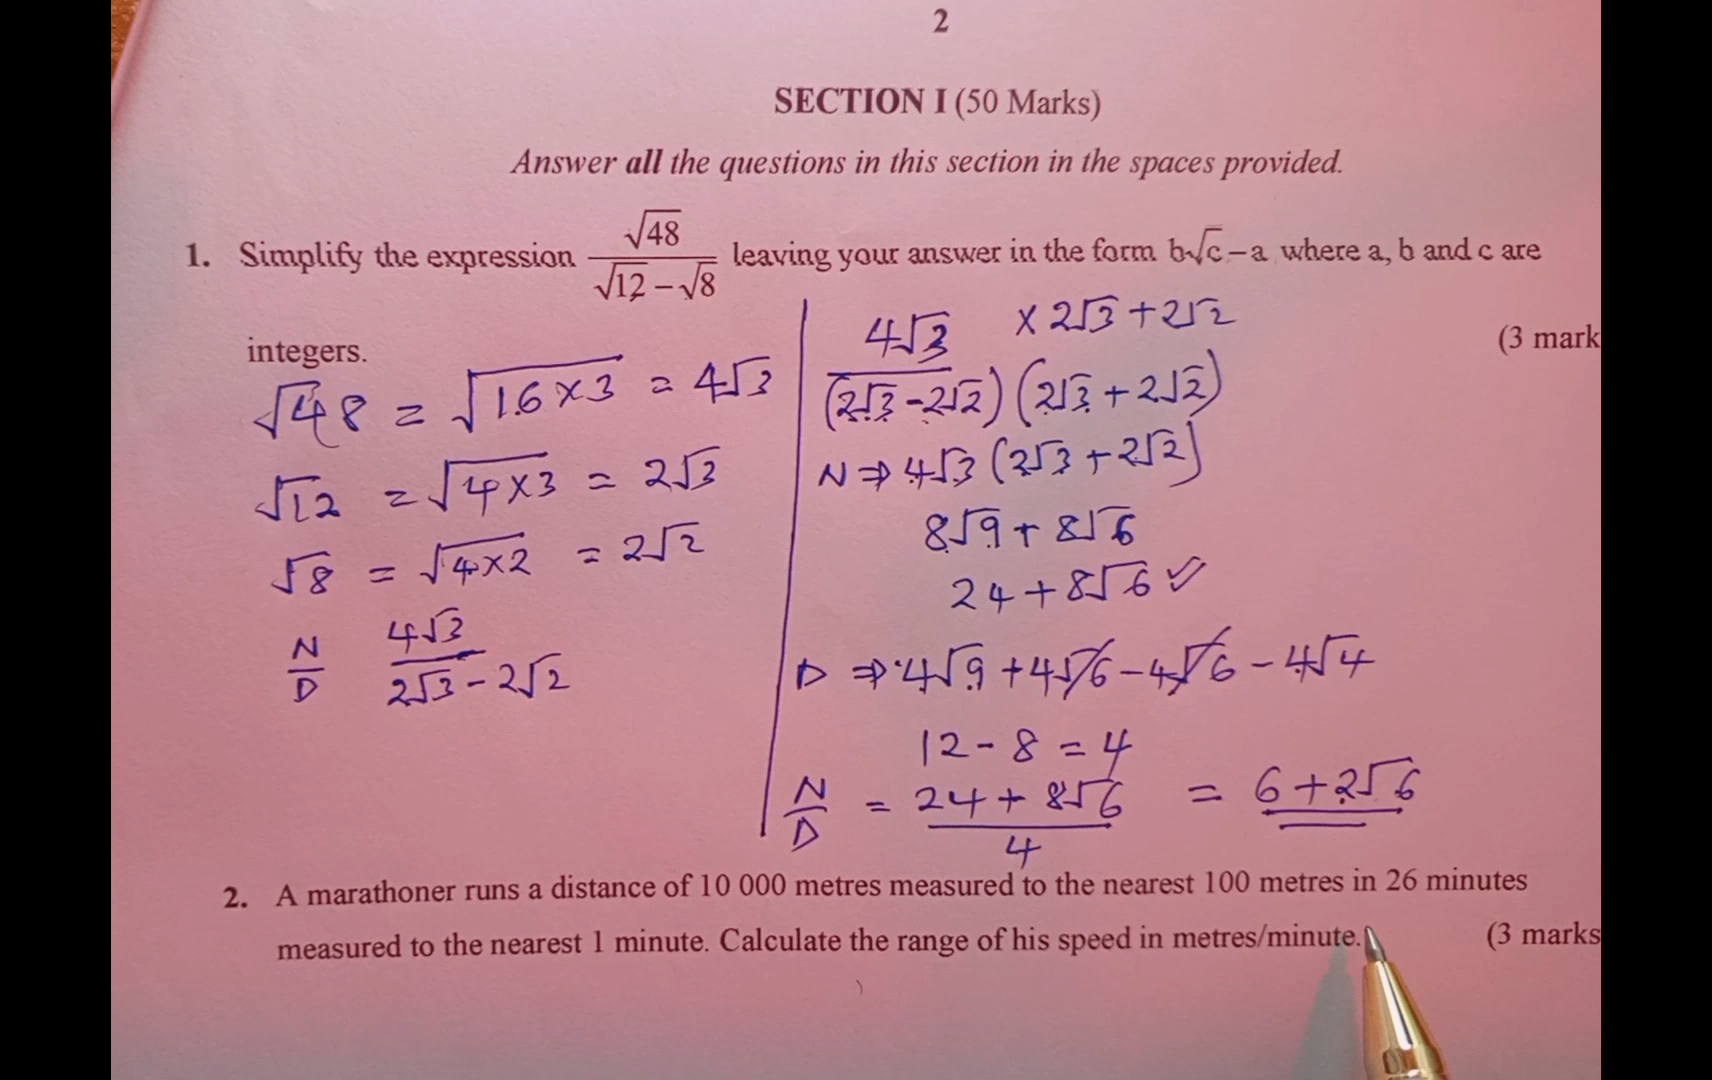 2
SECTION I (50 Marks)
Answer all the questions in this section in the spaces provided.
1. Simplify the expression √48 / (√12 − √8) leaving your answer in the form b√c − a where a, b and c are
integers. (3 mark
√48 = √16×3 = 4√3
√12 = √4×3 = 2√3
√8 = √4×2 = 2√2
N/D 4√3 / 2√3 - 2√2
4√3 × 2√3 + 2√2
(2√3 - 2√2) (2√3 + 2√2)
N ⇒ 4√3 (2√3 + 2√2)
8√9 + 8√6
24 + 8√6 ✓
D ⇒ 4√9 + 4√6 - 4√6 - 4√4
12 - 8 = 4
N/D = 24 + 8√6 / 4 = 6 + 2√6
2. A marathoner runs a distance of 10 000 metres measured to the nearest 100 metres in 26 minutes
measured to the nearest 1 minute. Calculate the range of his speed in metres/minute. (3 marks